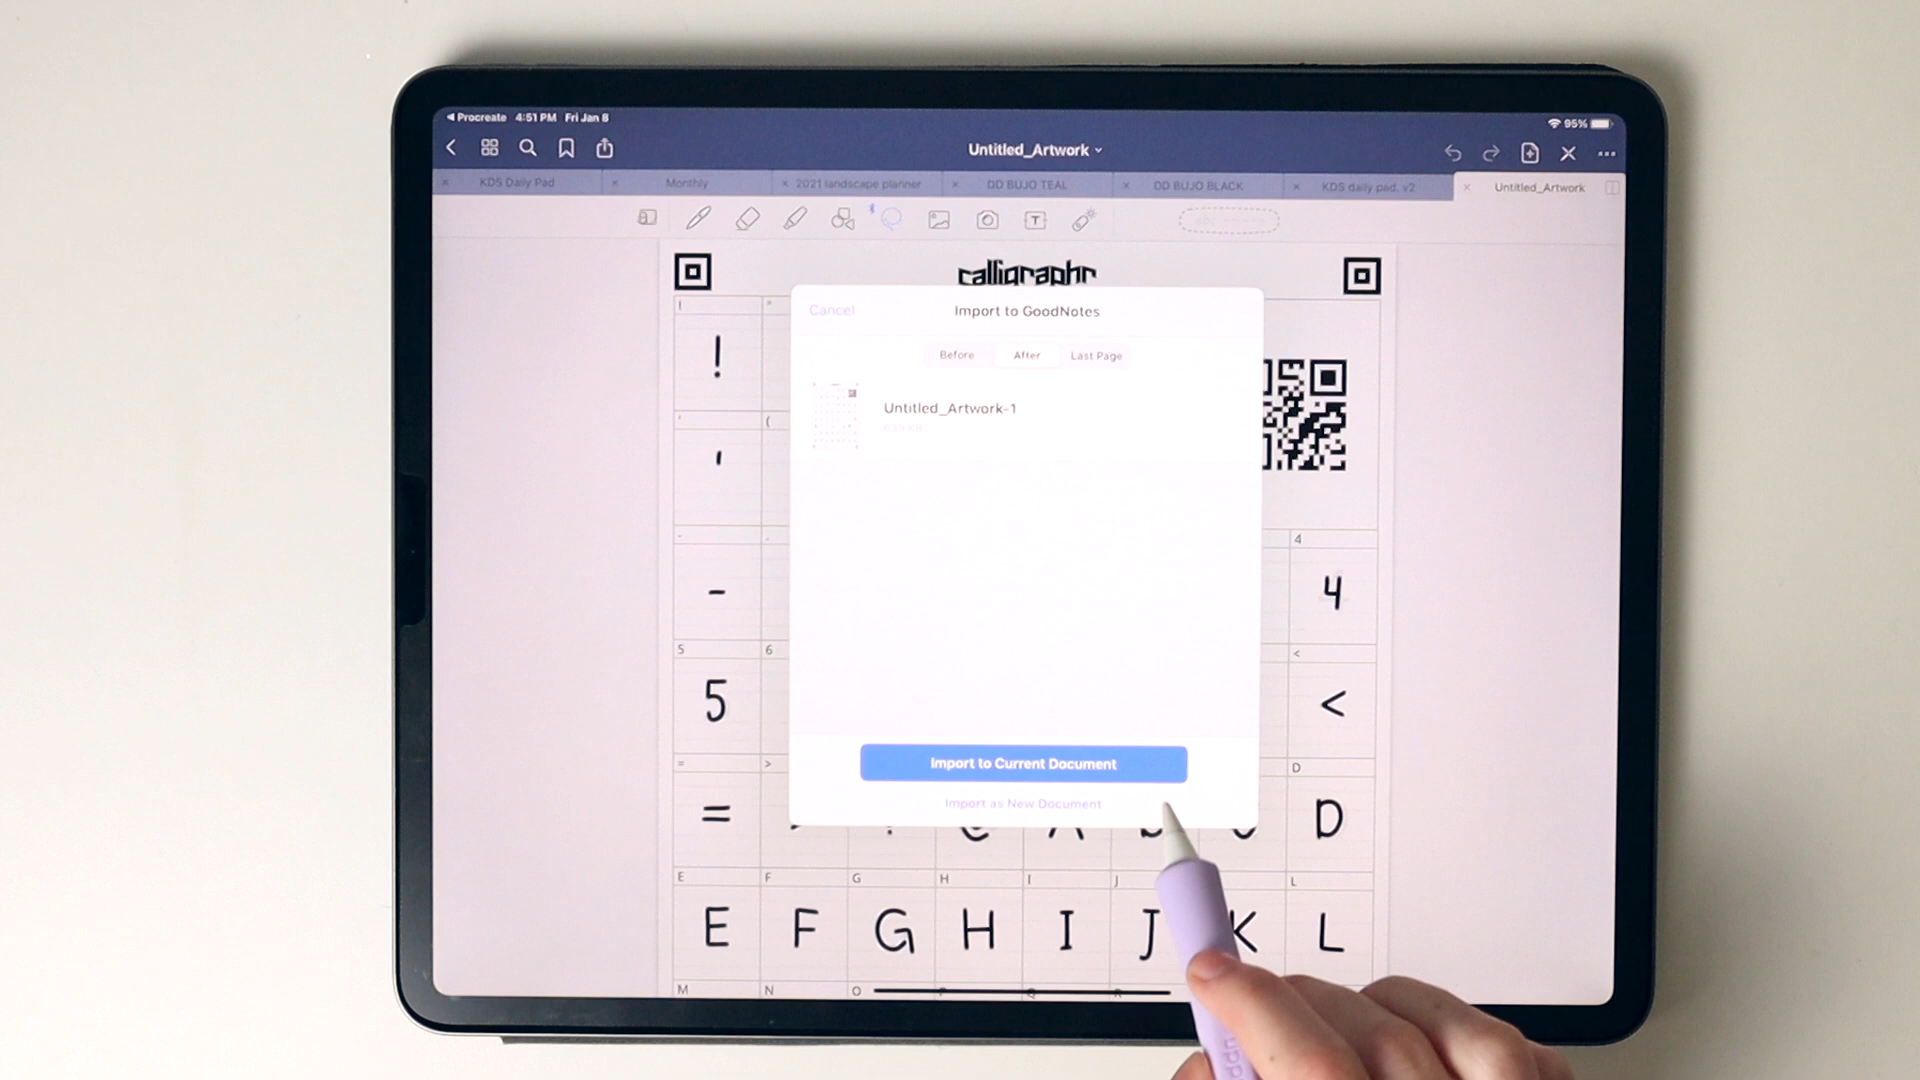 Procreate 4:51 PM Fri Jan 8
95%
Untitled_Artwork
KDS Daily Pad
Monthly
2021 landscape planner
DD BUJO TEAL
DD BUJO BLACK
KDS daily pad. v2
Untitled_Artwork
T
calligraphr
Cancel
Import to GoodNotes
Before
After
Last Page
Untitled_Artwork-1
Import to Current Document
Import as New Document
! "
!
' (
'
- . 4
- 4
5 6 <
5 <
= > D
= D
E F G H I J L
E F G H I J K L
M N O